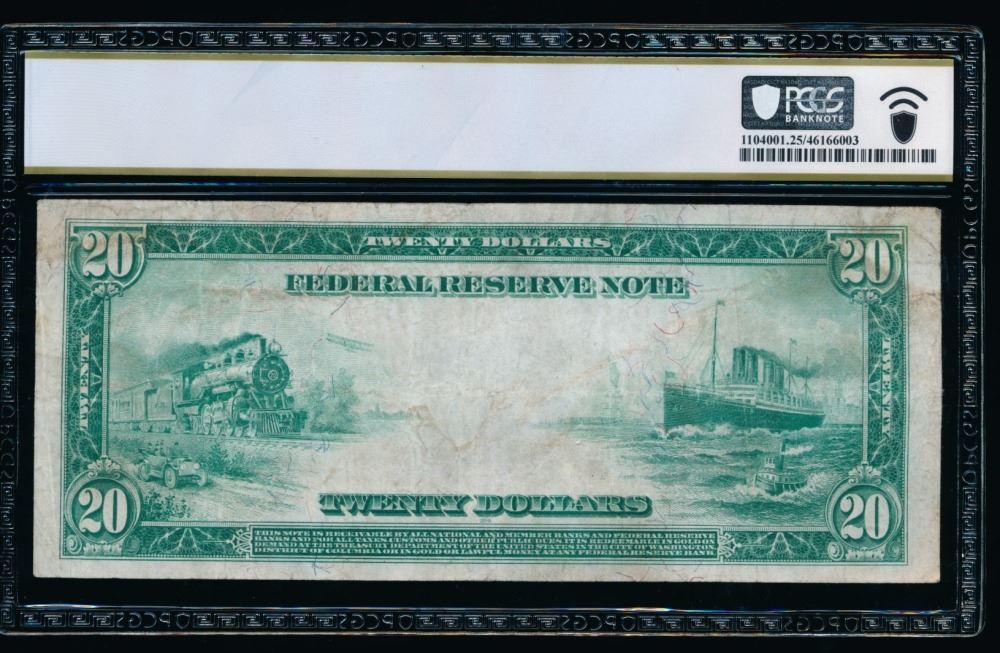 PCGS
BANKNOTE
1104001.25/46166003
20 TWENTY DOLLARS 20
FEDERAL RESERVE NOTE
TWENTY
TWENTY
TWENTY DOLLARS
20 20
THIS NOTE IS RECEIVABLE BY ALL NATIONAL AND MEMBER BANKS AND FEDERAL RESERVE
BANKS AND FOR ALL TAXES, CUSTOMS AND OTHER PUBLIC DUES. IT IS REDEEMABLE IN GOLD ON
DEMAND AT THE TREASURY DEPARTMENT OF THE UNITED STATES IN THE CITY OF WASHINGTON,
DISTRICT OF COLUMBIA OR IN GOLD OR LAWFUL MONEY AT ANY FEDERAL RESERVE BANK.